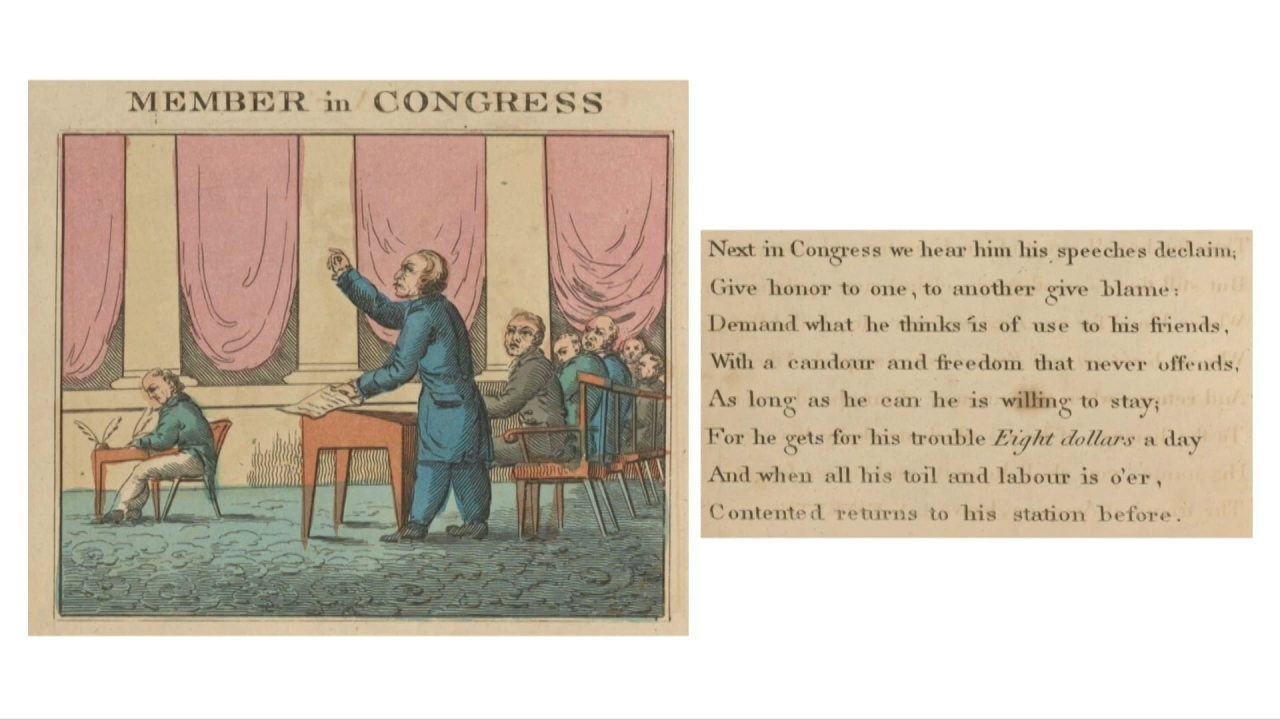 MEMBER in CONGRESS
Next in Congress we hear him his speeches declaim;
Give honor to one, to another give blame:
Demand what he thinks is of use to his friends,
With a candour and freedom that never offends,
As long as he can he is willing to stay;
For he gets for his trouble Eight dollars a day
And when all his toil and labour is o'er,
Contented returns to his station before.